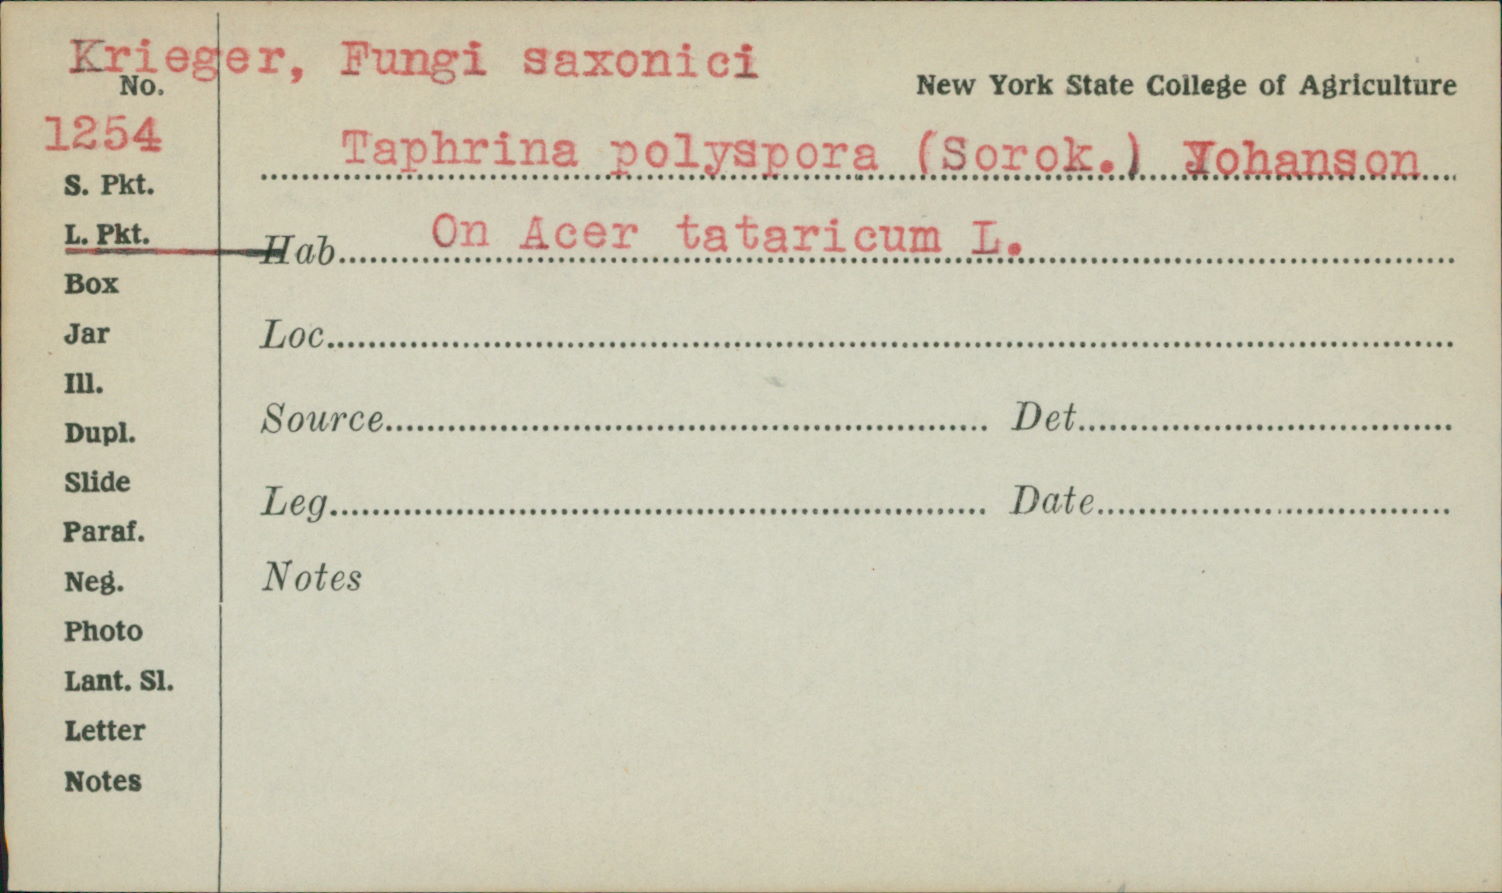 Krieger, Fungi saxonici
No.
New York State College of Agriculture
1254
Taphrina polyspora (Sorok.) Johanson
S. Pkt.
L. Pkt.
Hab. On Acer tataricum L.
Box
Jar
Loc.
Ill.
Dupl.
Source Det.
Slide
Leg. Date
Paraf.
Neg.
Notes
Photo
Lant. Sl.
Letter
Notes